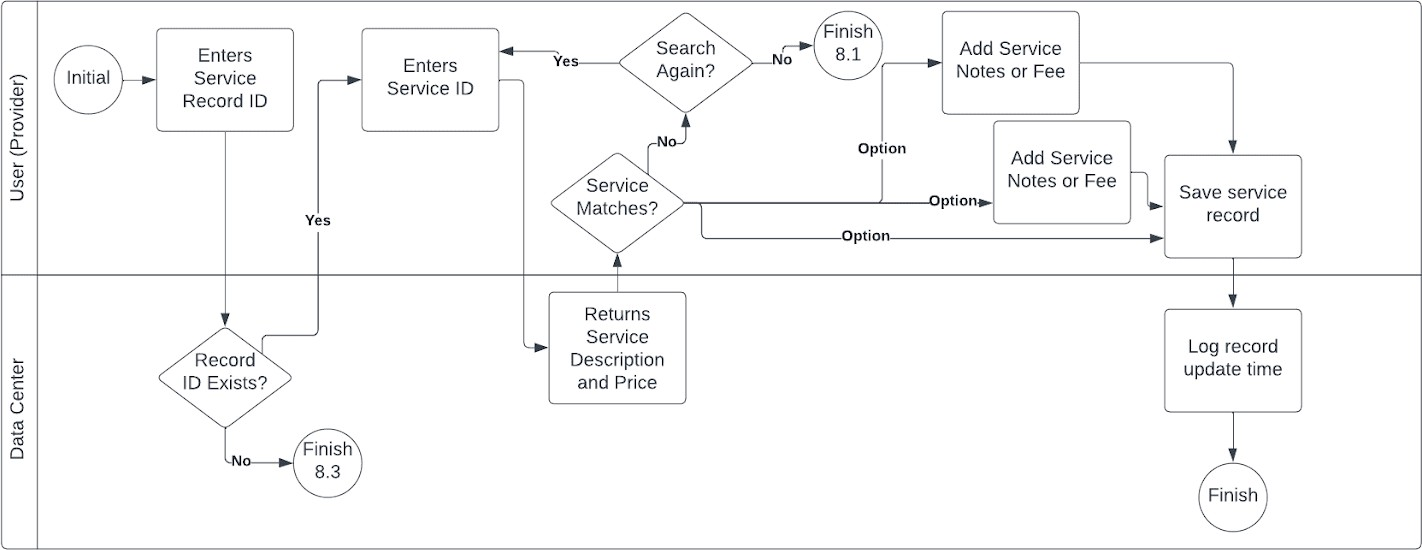 User (Provider)
Initial
Enters
Service
Record ID
Enters
Service ID
Yes
Search
Again?
No
Finish
8.1
Add Service
Notes or Fee
No
Option
Add Service
Notes or Fee
Service
Matches?
Option
Option
Save service
record
Yes
Data Center
Record
ID Exists?
No
Finish
8.3
Returns
Service
Description
and Price
Log record
update time
Finish